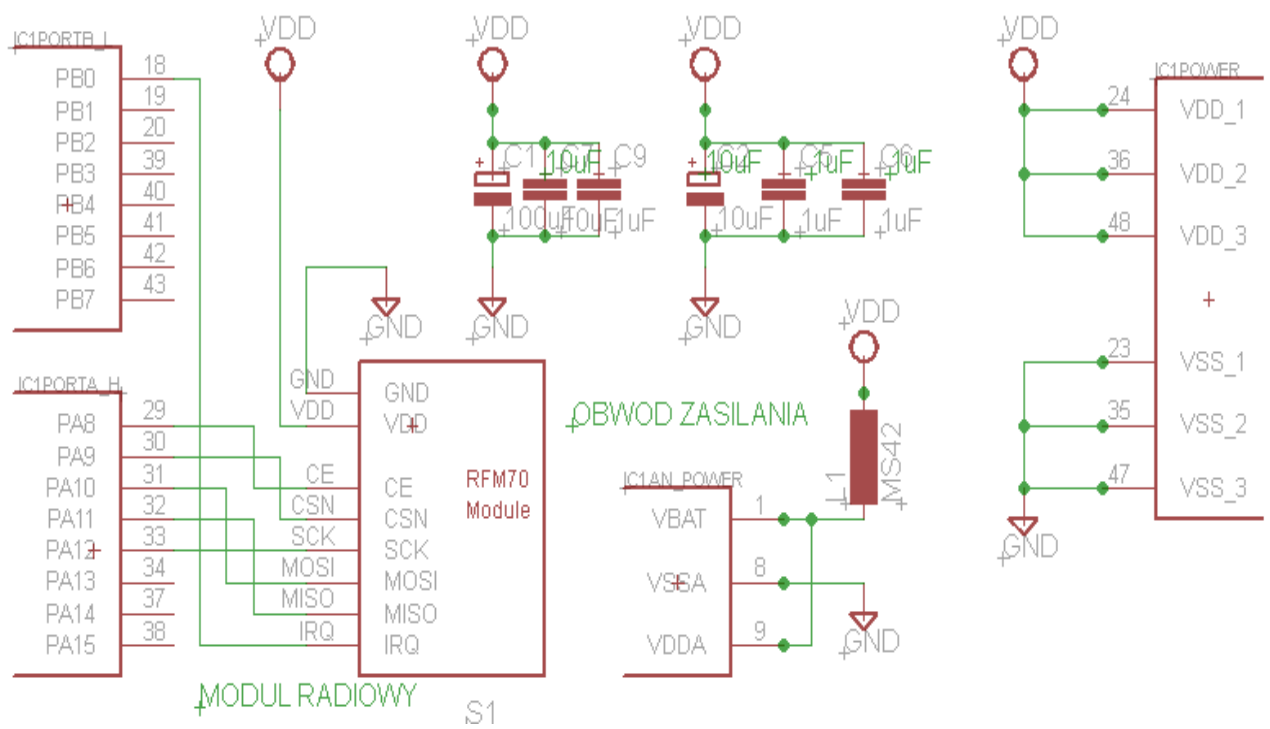 VDD
VDD
VDD
VDD
IC1PORTB_L
PB0 18
PB1 19
PB2 20
PB3 39
PB4 40
PB5 41
PB6 42
PB7 43
C1
10uF
C9
100uF
1uF
10uF
C5
1uF
1uF
10uF
1uF
1uF
GND
GND
GND
IC1POWER
24 VDD_1
36 VDD_2
48 VDD_3
23 VSS_1
35 VSS_2
47 VSS_3
GND
IC1PORTA_H
PA8 29
PA9 30
PA10 31
PA11 32
PA12 33
PA13 34
PA14 37
PA15 38
GND GND
VDD VDD
CE CE
CSN CSN
SCK SCK
MOSI MOSI
MISO MISO
IRQ IRQ
RFM70
Module
S1
MODUL RADIOWY
OBWOD ZASILANIA
VDD
L1
MS42
IC1AN_POWER
VBAT 1
VSSA 8
VDDA 9
GND